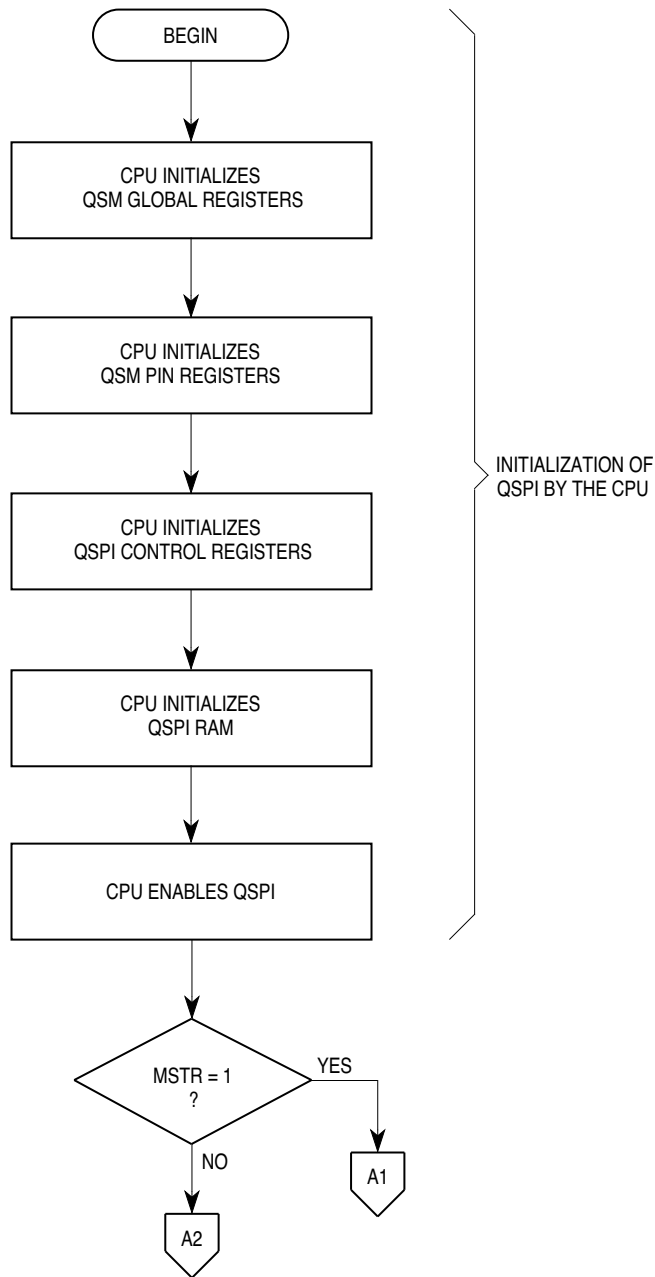 BEGIN
CPU INITIALIZES
QSM GLOBAL REGISTERS
CPU INITIALIZES
QSM PIN REGISTERS
INITIALIZATION OF
QSPI BY THE CPU
CPU INITIALIZES
QSPI CONTROL REGISTERS
CPU INITIALIZES
QSPI RAM
CPU ENABLES QSPI
MSTR = 1
?
YES
NO
A1
A2